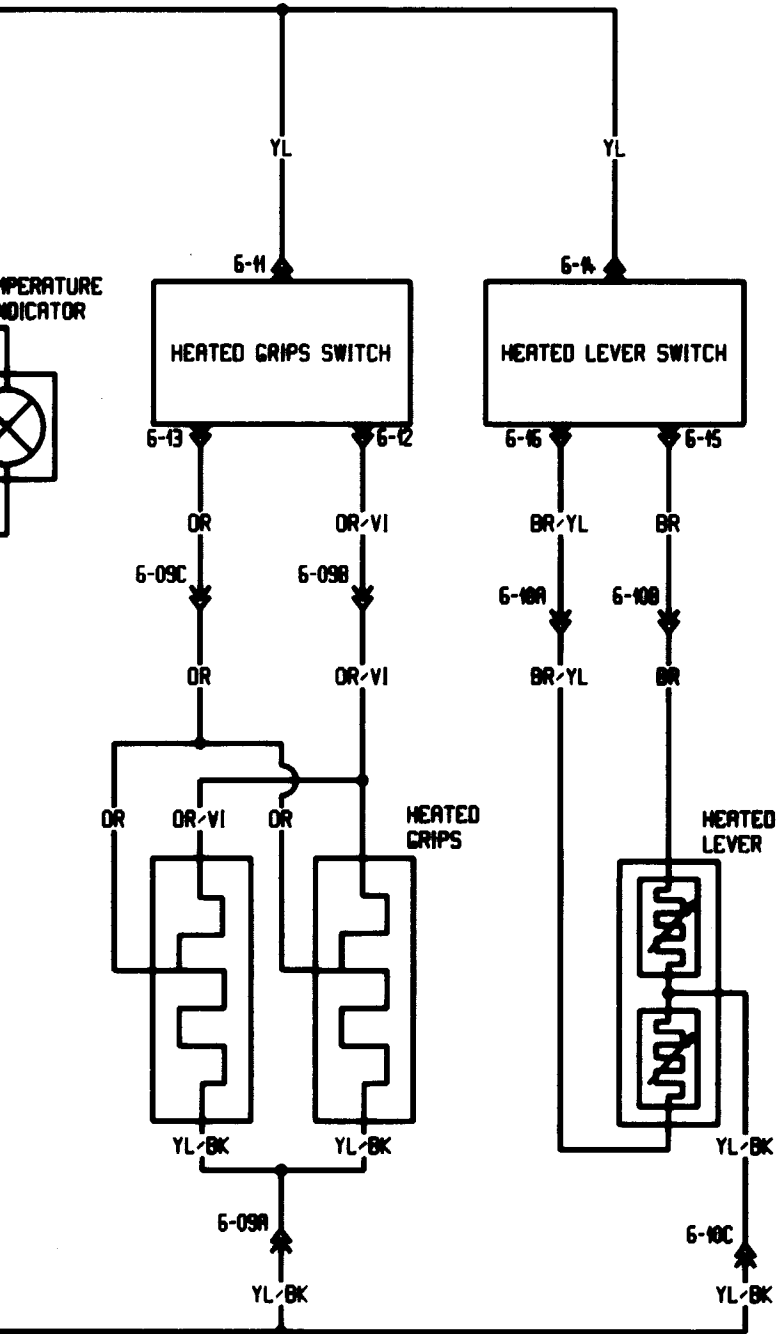 YL YL
6-11 6-14
MPERATURE
NDICATOR
HEATED GRIPS SWITCH HEATED LEVER SWITCH
6-13 6-12 6-16 6-15
OR OR/VI BR/YL BR
6-09C 6-09B 6-10A 6-10B
OR OR/VI BR/YL BR
OR OR/VI OR HEATED
GRIPS
HEATED
LEVER
YL/BK YL/BK YL/BK
6-09A 6-10C
YL/BK YL/BK